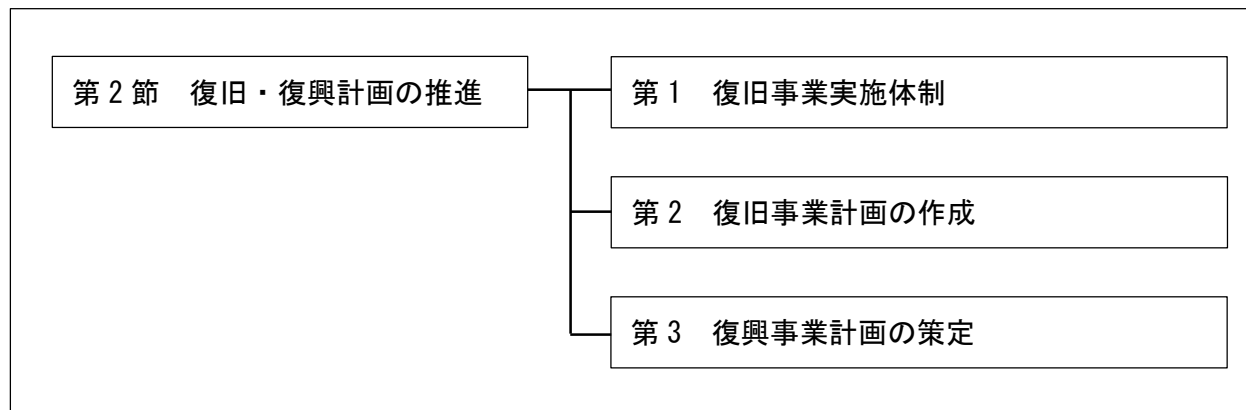 第2節　復旧・復興計画の推進
第1　復旧事業実施体制
第2　復旧事業計画の作成
第3　復興事業計画の策定